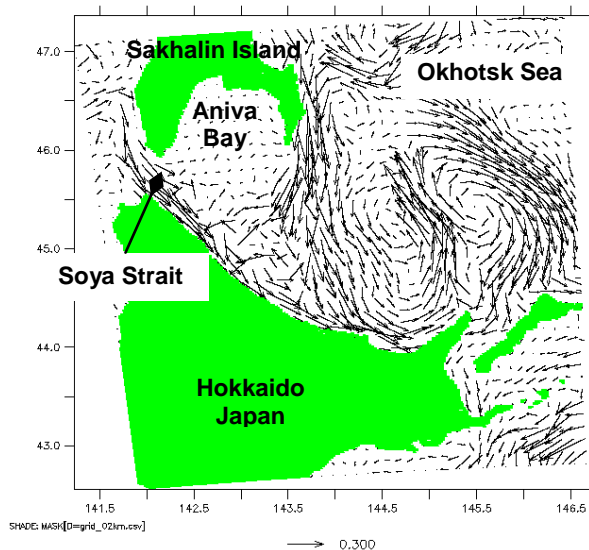 47.0
Sakhalin Island
Okhotsk Sea
Aniva
Bay
46.0
45.0
Soya Strait
44.0
Hokkaido
Japan
43.0
141.5 142.5 143.5 144.5 145.5 146.5
SHADE: MASK[D=grid_02km.csv]
0.300